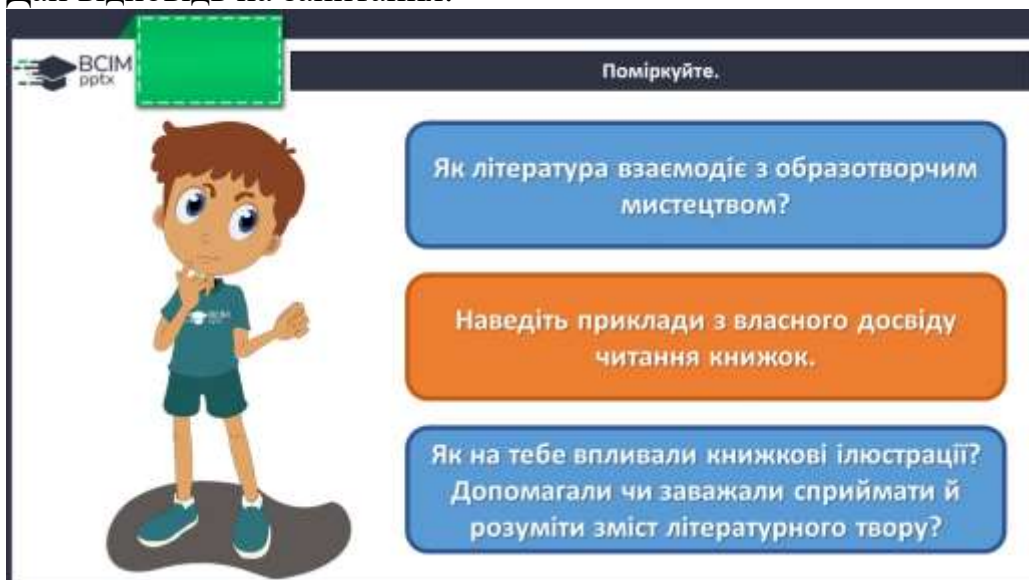 ВСІМ
pptx
Поміркуйте.
Як література взаємодіє з образотворчим
мистецтвом?
Наведіть приклади з власного досвіду
читання книжок.
Як на тебе впливали книжкові ілюстрації?
Допомагали чи заважали сприймати й
розуміти зміст літературного твору?